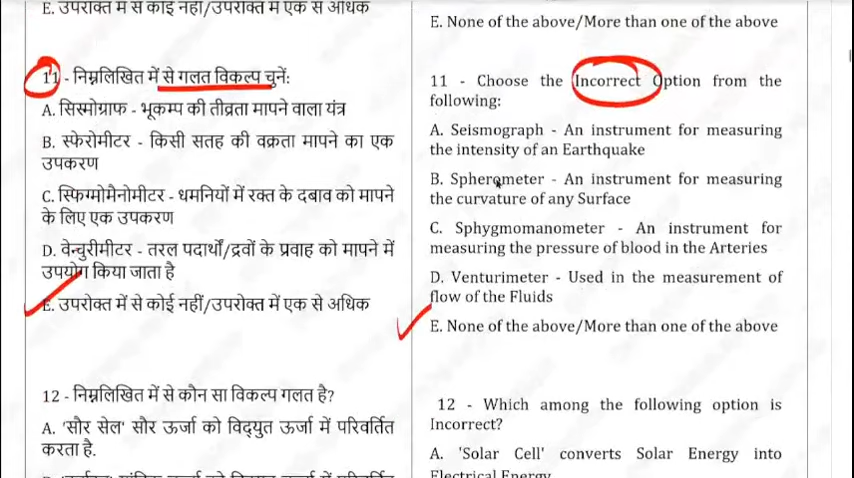 E. उपरोक्त में से कोई नहीं/उपरोक्त में एक से अधिक
11 - निम्नलिखित में से गलत विकल्प चुनें:
A. सिस्मोग्राफ - भूकम्प की तीव्रता मापने वाला यंत्र
B. स्फेरोमीटर - किसी सतह की वक्रता मापने का एक
उपकरण
C. स्फिग्मोमैनोमीटर - धमनियों में रक्त के दबाव को मापने
के लिए एक उपकरण
D. वेन्चुरीमीटर - तरल पदार्थों/द्रवों के प्रवाह को मापने में
उपयोग किया जाता है
E. उपरोक्त में से कोई नहीं/उपरोक्त में एक से अधिक
12 - निम्नलिखित में से कौन सा विकल्प गलत है?
A. 'सौर सेल' सौर ऊर्जा को विद्युत ऊर्जा में परिवर्तित
करता है.
E. None of the above/More than one of the above
11 - Choose the Incorrect Option from the
following:
A. Seismograph - An instrument for measuring
the intensity of an Earthquake
B. Spherometer - An instrument for measuring
the curvature of any Surface
C. Sphygmomanometer - An instrument for
measuring the pressure of blood in the Arteries
D. Venturimeter - Used in the measurement of
flow of the Fluids
E. None of the above/More than one of the above
12 - Which among the following option is
Incorrect?
A. 'Solar Cell' converts Solar Energy into
Electrical Energy